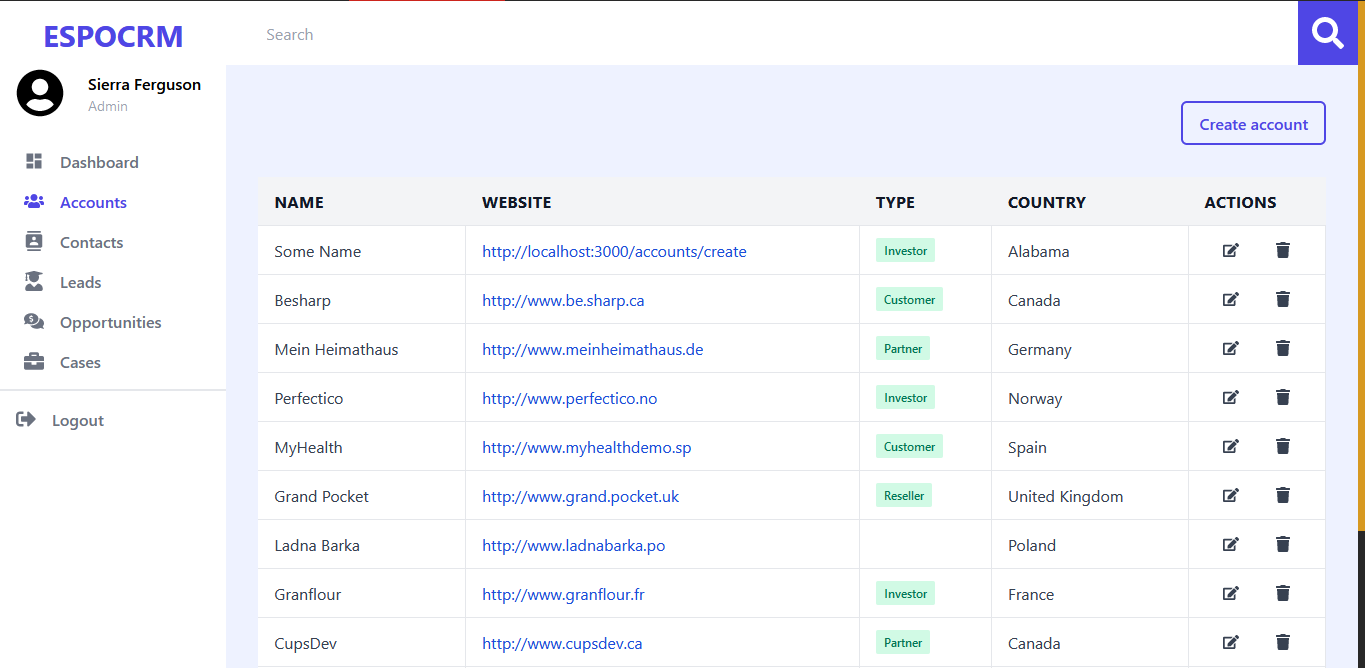 ESPOCRM
Search
Sierra Ferguson
Admin
Dashboard
Accounts
Contacts
Leads
Opportunities
Cases
Logout
Create account
NAME WEBSITE TYPE COUNTRY ACTIONS
Some Name http://localhost:3000/accounts/create Investor Alabama
Besharp http://www.be.sharp.ca Customer Canada
Mein Heimathaus http://www.meinheimathaus.de Partner Germany
Perfectico http://www.perfectico.no Investor Norway
MyHealth http://www.myhealthdemo.sp Customer Spain
Grand Pocket http://www.grand.pocket.uk Reseller United Kingdom
Ladna Barka http://www.ladnabarka.po Poland
Granflour http://www.granflour.fr Investor France
CupsDev http://www.cupsdev.ca Partner Canada